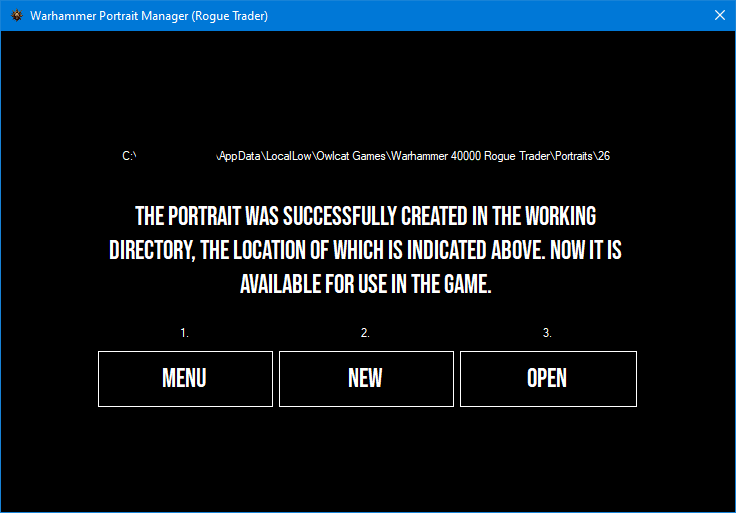 Warhammer Portrait Manager (Rogue Trader)
C:\ \AppData\LocalLow\Owlcat Games\Warhammer 40000 Rogue Trader\Portraits\26
THE PORTRAIT WAS SUCCESSFULLY CREATED IN THE WORKING
DIRECTORY, THE LOCATION OF WHICH IS INDICATED ABOVE. NOW IT IS
AVAILABLE FOR USE IN THE GAME.
1. 2. 3.
MENU NEW OPEN